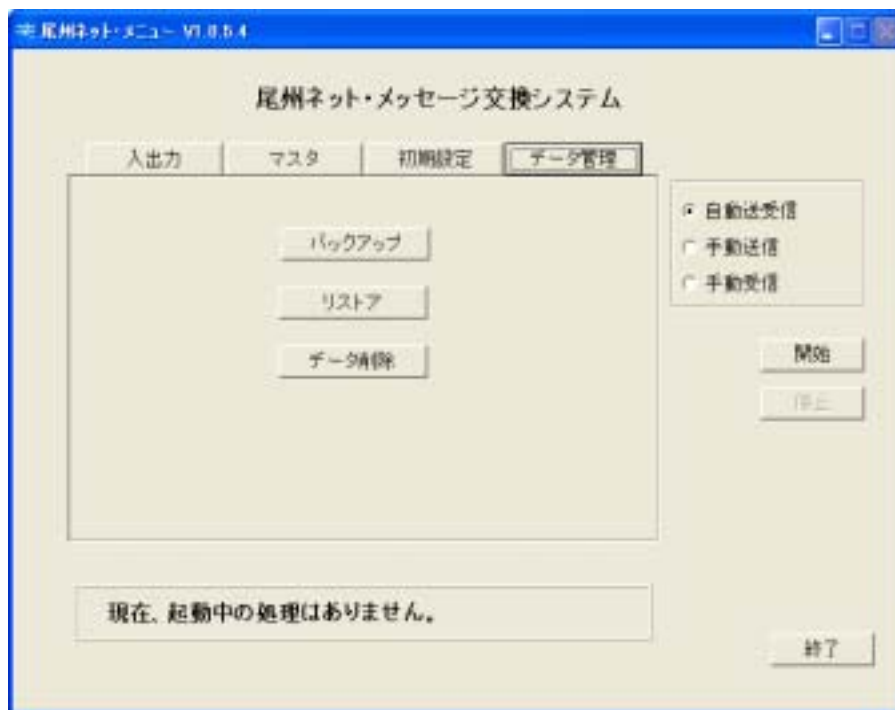 尾州ネット・メニュー V1.0.5.4
尾州ネット・メッセージ交換システム
入出力 マスタ 初期設定 データ管理
バックアップ
リストア
データ削除
自動送受信
手動送信
手動受信
開始
停止
現在、起動中の処理はありません。
終了